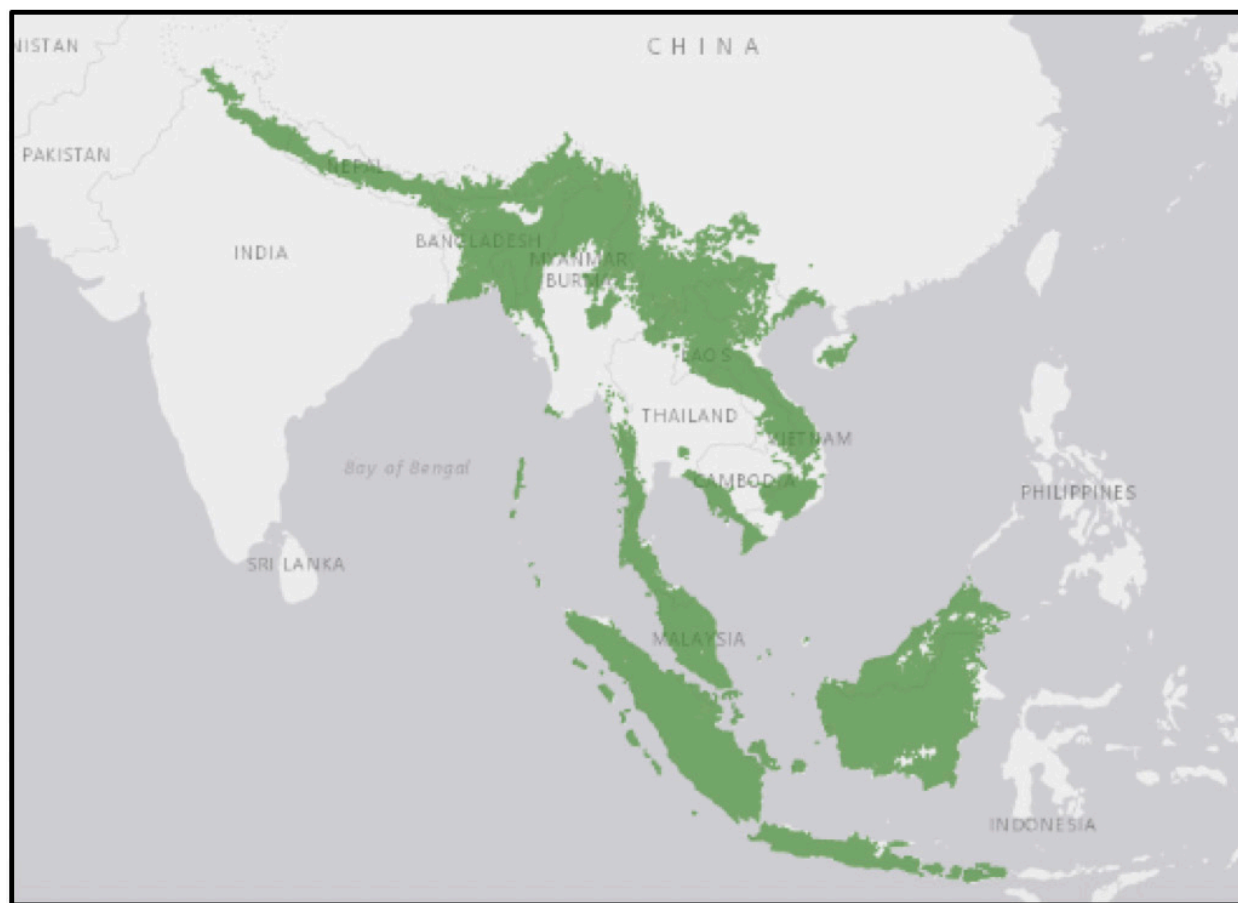 NISTAN
CHINA
PAKISTAN
NEPAL
INDIA
BANGLADESH
MYANMAR
BURMA
LAOS
THAILAND
VIETNAM
Bay of Bengal
CAMBODIA
PHILIPPINES
SRI LANKA
MALAYSIA
INDONESIA